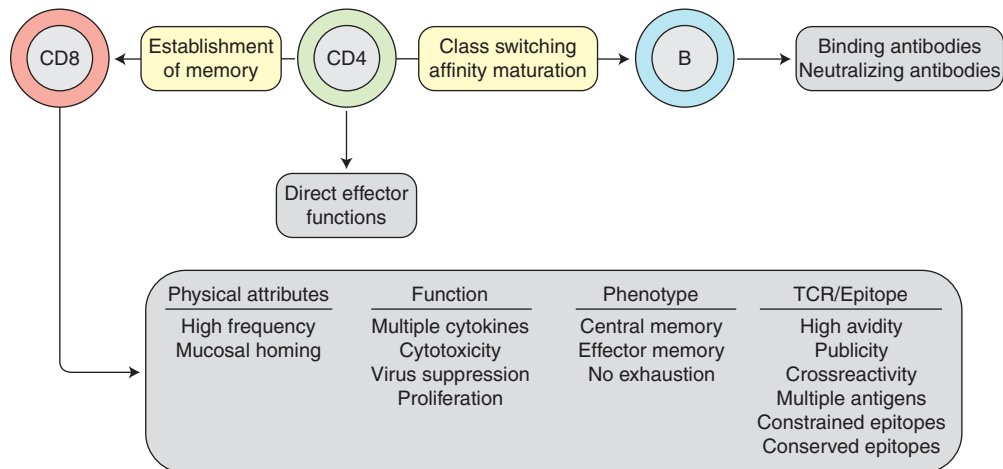 CD8
Establishment
of memory
CD4
Class switching
affinity maturation
B
Binding antibodies
Neutralizing antibodies
Direct effector
functions
Physical attributes
High frequency
Mucosal homing
Function
Multiple cytokines
Cytotoxicity
Virus suppression
Proliferation
Phenotype
Central memory
Effector memory
No exhaustion
TCR/Epitope
High avidity
Publicity
Crossreactivity
Multiple antigens
Constrained epitopes
Conserved epitopes